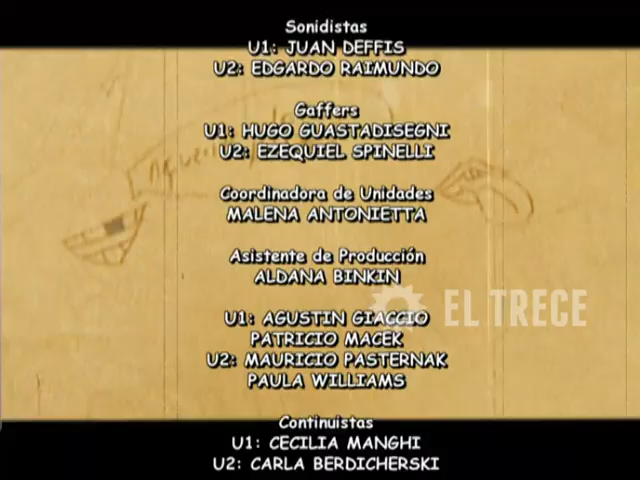 Sonidistas
U1: JUAN DEFFIS
U2: EDGARDO RAIMUNDO
Gaffers
U1: HUGO GUASTADISEGNI
U2: EZEQUIEL SPINELLI
Coordinadora de Unidades
MALENA ANTONIETTA
Asistente de Producción
ALDANA BINKIN
U1: AGUSTIN GIACCIO
PATRICIO MACEK
U2: MAURICIO PASTERNAK
PAULA WILLIAMS
EL TRECE
Continuistas
U1: CECILIA MANGHI
U2: CARLA BERDICHERSKI